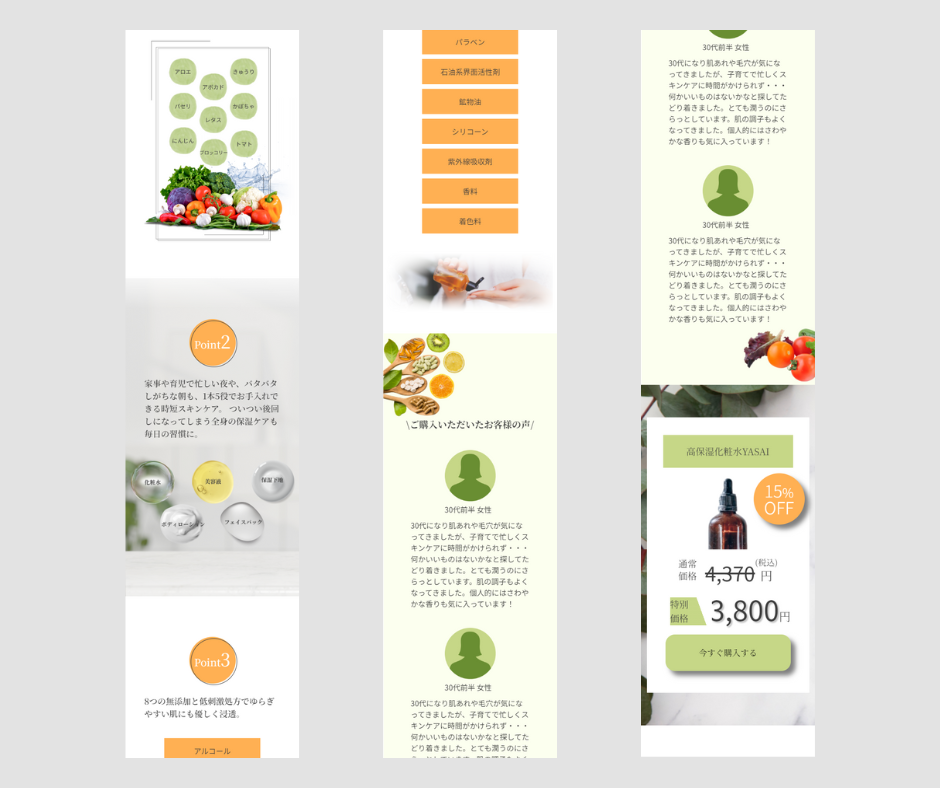 アロエ
きゅうり
アボカド
パセリ
かぼちゃ
レタス
にんじん
トマト
ブロッコリー
Point2
家事や育児で忙しい夜や、バタバタ
しがちな朝も、1本5役でお手入れで
きる時短スキンケア。 ついつい後回
しになってしまう全身の保湿ケアも
毎日の習慣に。
化粧水
美容液
保湿下地
ボディローション
フェイスパック
Point3
8つの無添加と低刺激処方でゆらぎ
やすい肌にも優しく浸透。
アルコール
パラベン
石油系界面活性剤
鉱物油
シリコーン
紫外線吸収剤
香料
着色料
\ご購入いただいたお客様の声/
30代前半 女性
30代になり肌あれや毛穴が気にな
ってきましたが、子育てで忙しくス
キンケアに時間がかけられず・・・
何かいいものはないかなと探してた
どり着きました。とても潤うのにさ
らっとしています。肌の調子もよく
なってきました。個人的にはさわや
かな香りも気に入っています！
30代前半 女性
30代になり肌あれや毛穴が気にな
ってきましたが、子育てで忙しくス
キンケアに時間がかけられず・・・
何かいいものはないかなと探してた
どり着きました。とても潤うのにさ
30代前半 女性
30代になり肌あれや毛穴が気にな
ってきましたが、子育てで忙しくス
キンケアに時間がかけられず・・・
何かいいものはないかなと探してた
どり着きました。とても潤うのにさ
らっとしています。肌の調子もよく
なってきました。個人的にはさわや
かな香りも気に入っています！
30代前半 女性
30代になり肌あれや毛穴が気にな
ってきましたが、子育てで忙しくス
キンケアに時間がかけられず・・・
何かいいものはないかなと探してた
どり着きました。とても潤うのにさ
らっとしています。肌の調子もよく
なってきました。個人的にはさわや
かな香りも気に入っています！
高保湿化粧水YASAI
15%
OFF
通常
価格 4,370 (税込) 円
特別
価格 3,800円
今すぐ購入する